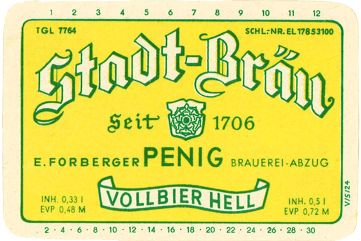 1 2 3 4 5 6 7 8 9 10 11 12
TGL 7764 SCHL.-NR. EL 17853100
Stadt-Bräu
Seit 1706
E. FORBERGER PENIG BRAUEREI-ABZUG
VOLLBIER HELL
INH. 0,33 l INH. 0,5 l
EVP 0,48 M EVP 0,72 M
V/5/24
2 · 4 · 6 · 8 · 10 · 12 · 14 · 16 · 18 · 20 · 22 · 24 · 26 · 28 · 30